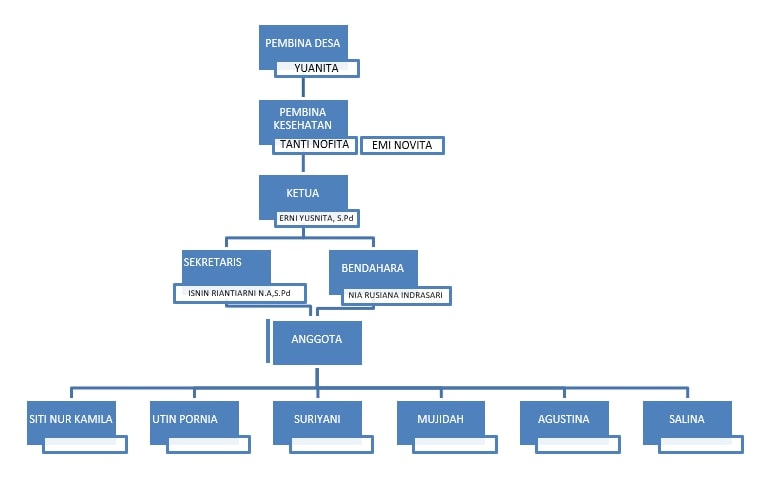 PEMBINA DESA
YUANITA
PEMBINA
KESEHATAN
TANTI NOFITA
EMI NOVITA
KETUA
ERNI YUSNITA, S.Pd
SEKRETARIS
BENDAHARA
ISNIN RIANTIARNI N.A,S.Pd
NIA RUSIANA INDRASARI
ANGGOTA
SITI NUR KAMILA
UTIN PORNIA
SURIYANI
MUJIDAH
AGUSTINA
SALINA